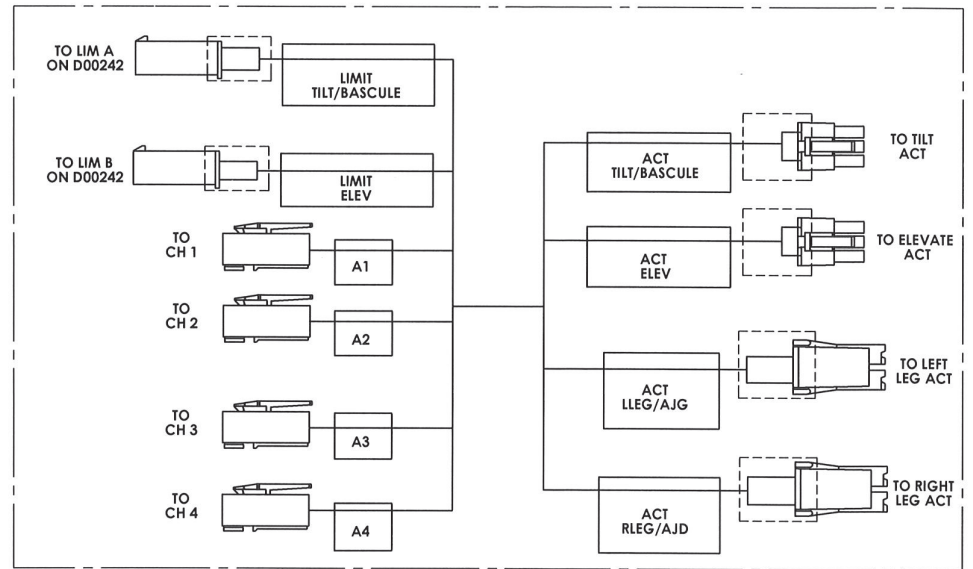 TO LIM A
ON D00242
LIMIT
TILT/BASCULE
TO LIM B
ON D00242
LIMIT
ELEV
TO
CH 1
A1
TO
CH 2
A2
TO
CH 3
A3
TO
CH 4
A4
ACT
TILT/BASCULE
TO TILT
ACT
ACT
ELEV
TO ELEVATE
ACT
ACT
LLEG/AJG
TO LEFT
LEG ACT
ACT
RLEG/AJD
TO RIGHT
LEG ACT